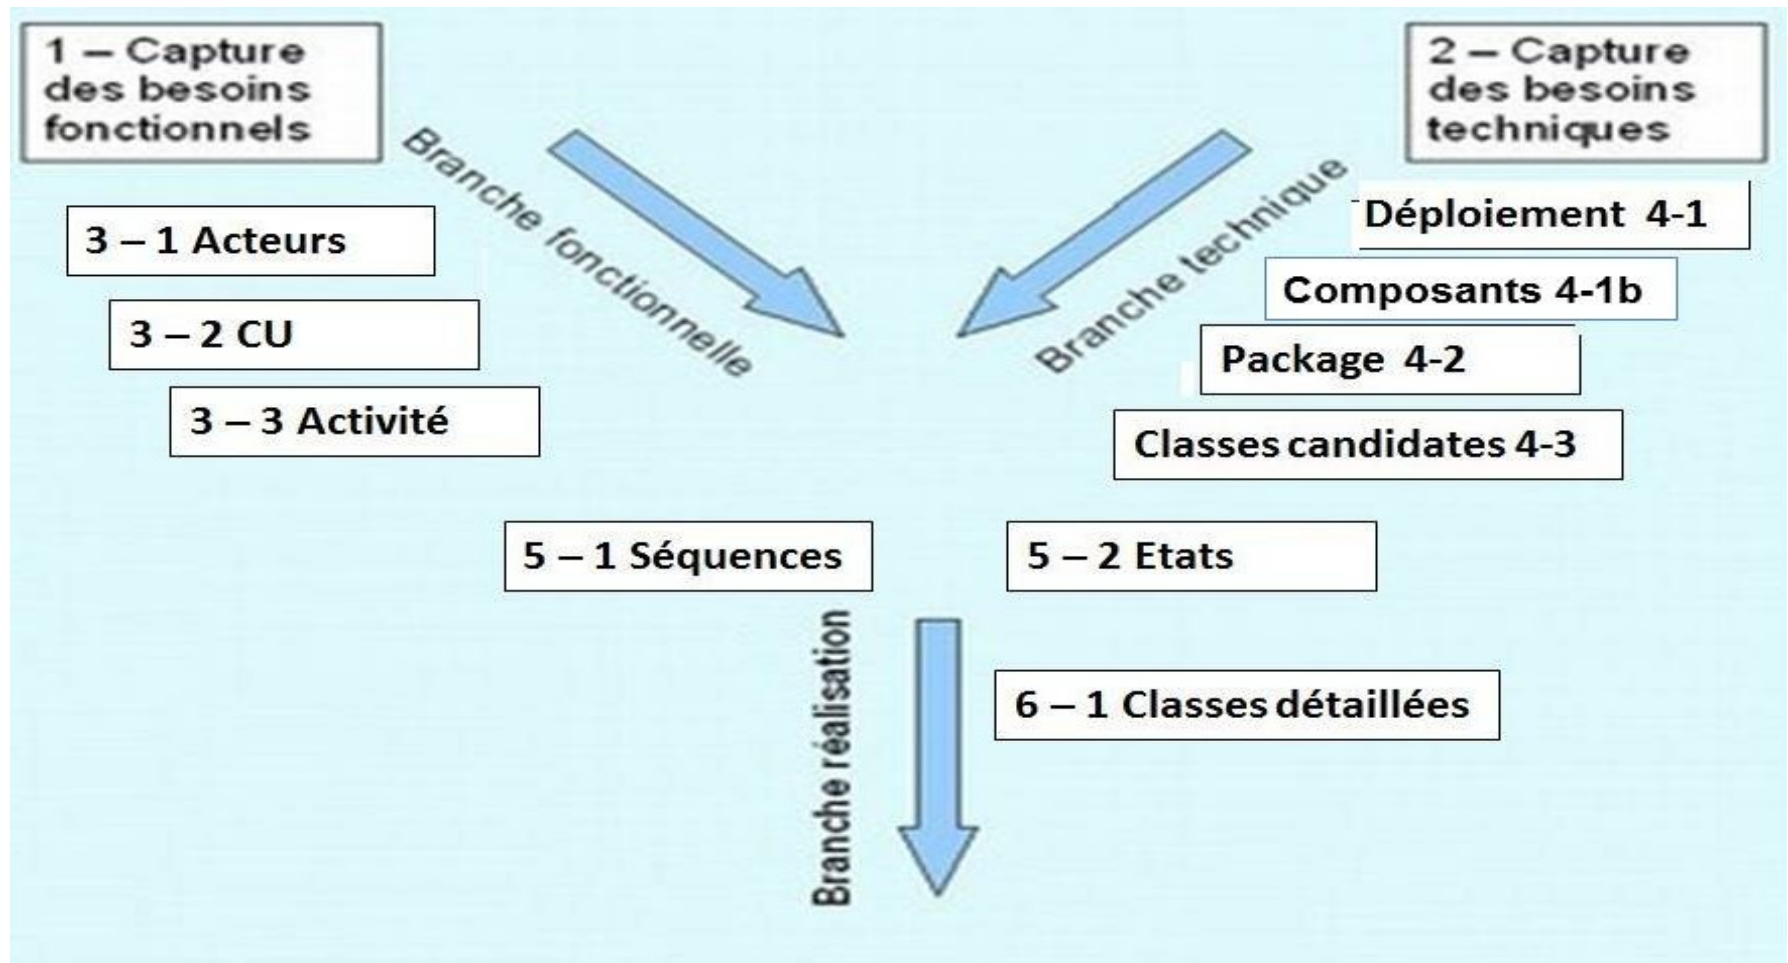 1 – Capture
des besoins
fonctionnels
2 – Capture
des besoins
techniques
Branche fonctionnelle
Branche technique
3 – 1 Acteurs
3 – 2 CU
3 – 3 Activité
Déploiement 4-1
Composants 4-1b
Package 4-2
Classes candidates 4-3
5 – 1 Séquences
5 – 2 Etats
Branche réalisation
6 – 1 Classes détaillées